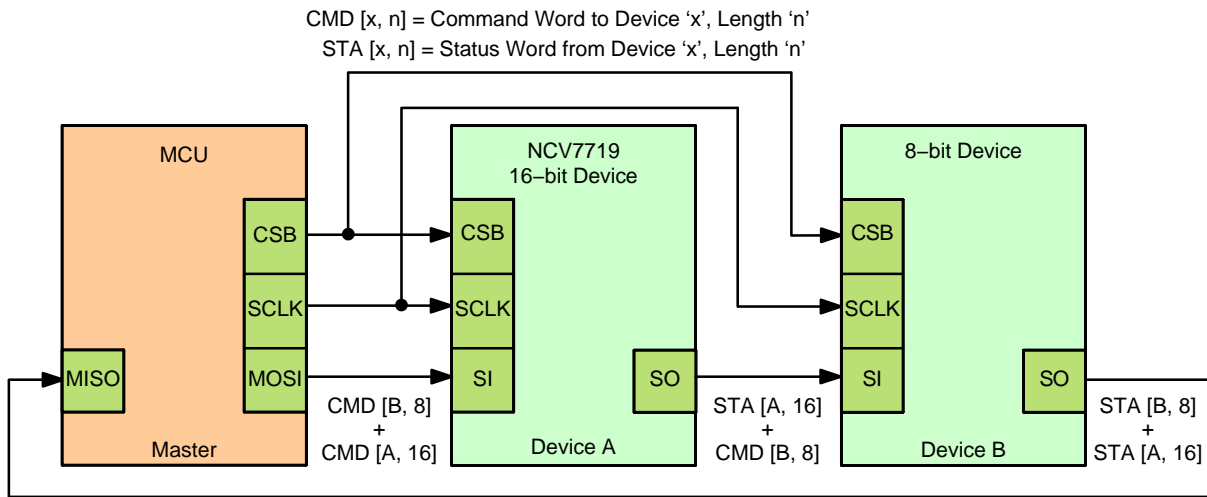 CMD [x, n] = Command Word to Device ‘x’, Length ‘n’
STA [x, n] = Status Word from Device ‘x’, Length ‘n’
MCU
CSB
SCLK
MISO
MOSI
Master
CMD [B, 8]
+
CMD [A, 16]
NCV7719
16–bit Device
CSB
SCLK
SI
SO
Device A
STA [A, 16]
+
CMD [B, 8]
8–bit Device
CSB
SCLK
SI
SO
Device B
STA [B, 8]
+
STA [A, 16]